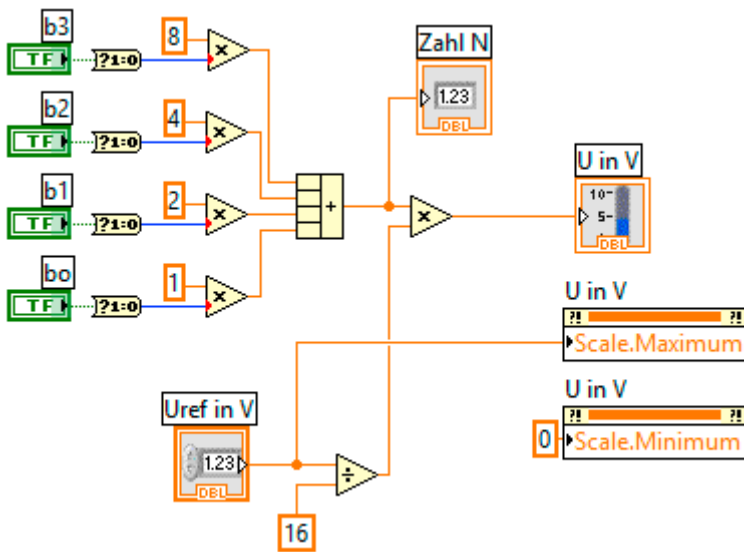 b3
TF
?1:0
8
×
b2
TF
?1:0
4
×
b1
TF
?1:0
2
×
bo
TF
?1:0
1
×
+
Zahl N
1.23
DBL
×
U in V
10
5
DBL
U in V
?!
?!
Scale.Maximum
U in V
?!
?!
0
Scale.Minimum
Uref in V
1.23
DBL
÷
16